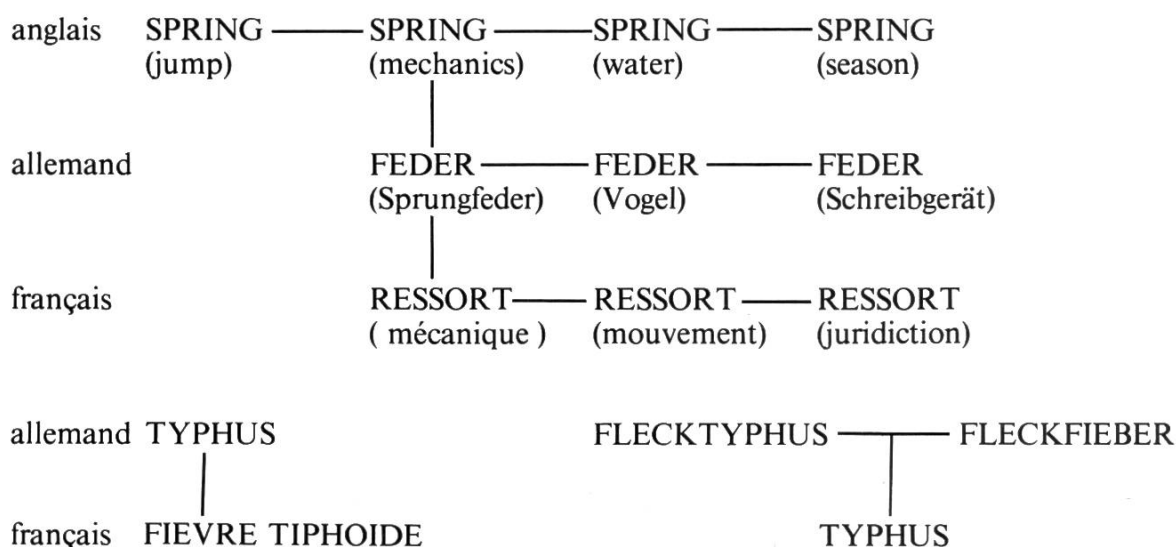 anglais SPRING SPRING SPRING SPRING
(jump) (mechanics) (water) (season)
allemand FEDER FEDER FEDER
(Sprungfeder) (Vogel) (Schreibgerät)
français RESSORT RESSORT RESSORT
( mécanique ) (mouvement) (juridiction)
allemand TYPHUS FLECKTYPHUS FLECKFIEBER
français FIEVRE TIPHOIDE TYPHUS